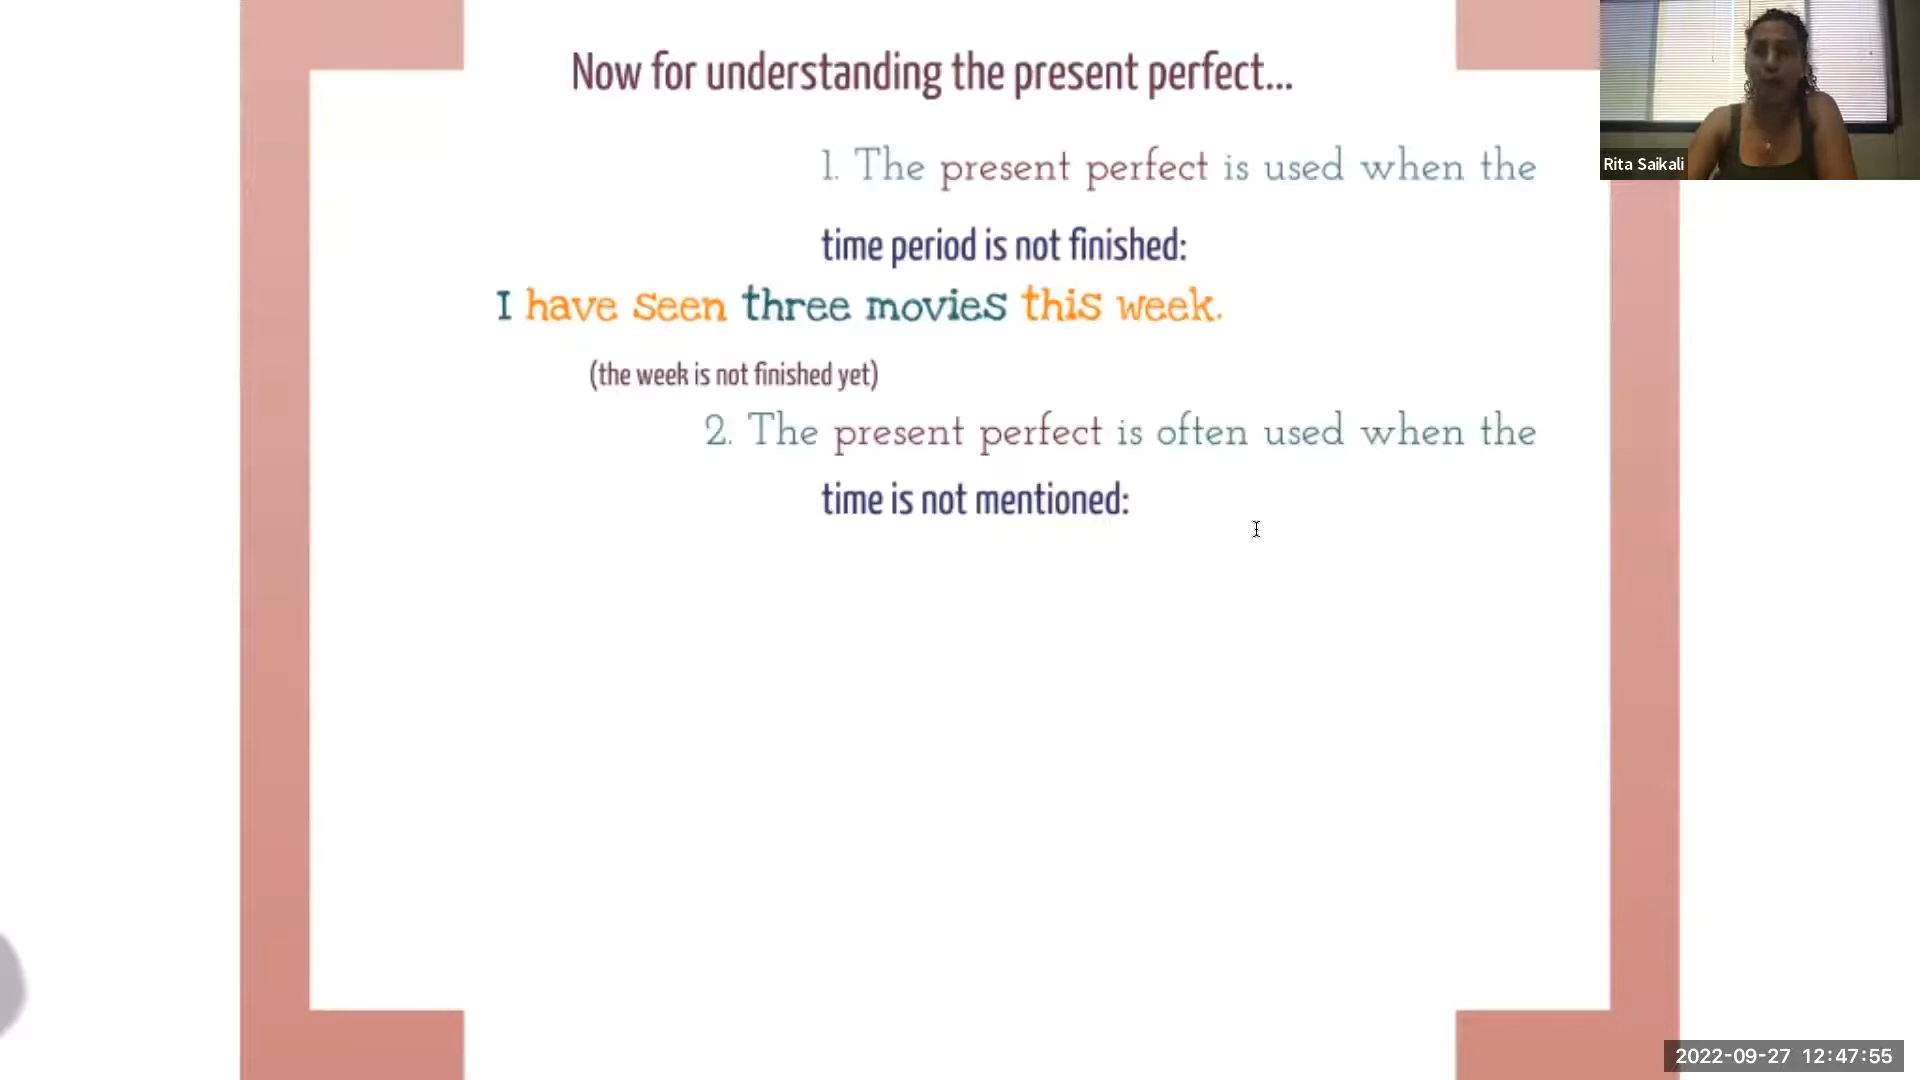 Now for understanding the present perfect...
1. The present perfect is used when the
time period is not finished:
I have seen three movies this week.
(the week is not finished yet)
2. The present perfect is often used when the
time is not mentioned:
Rita Saikali
2022-09-27 12:47:55